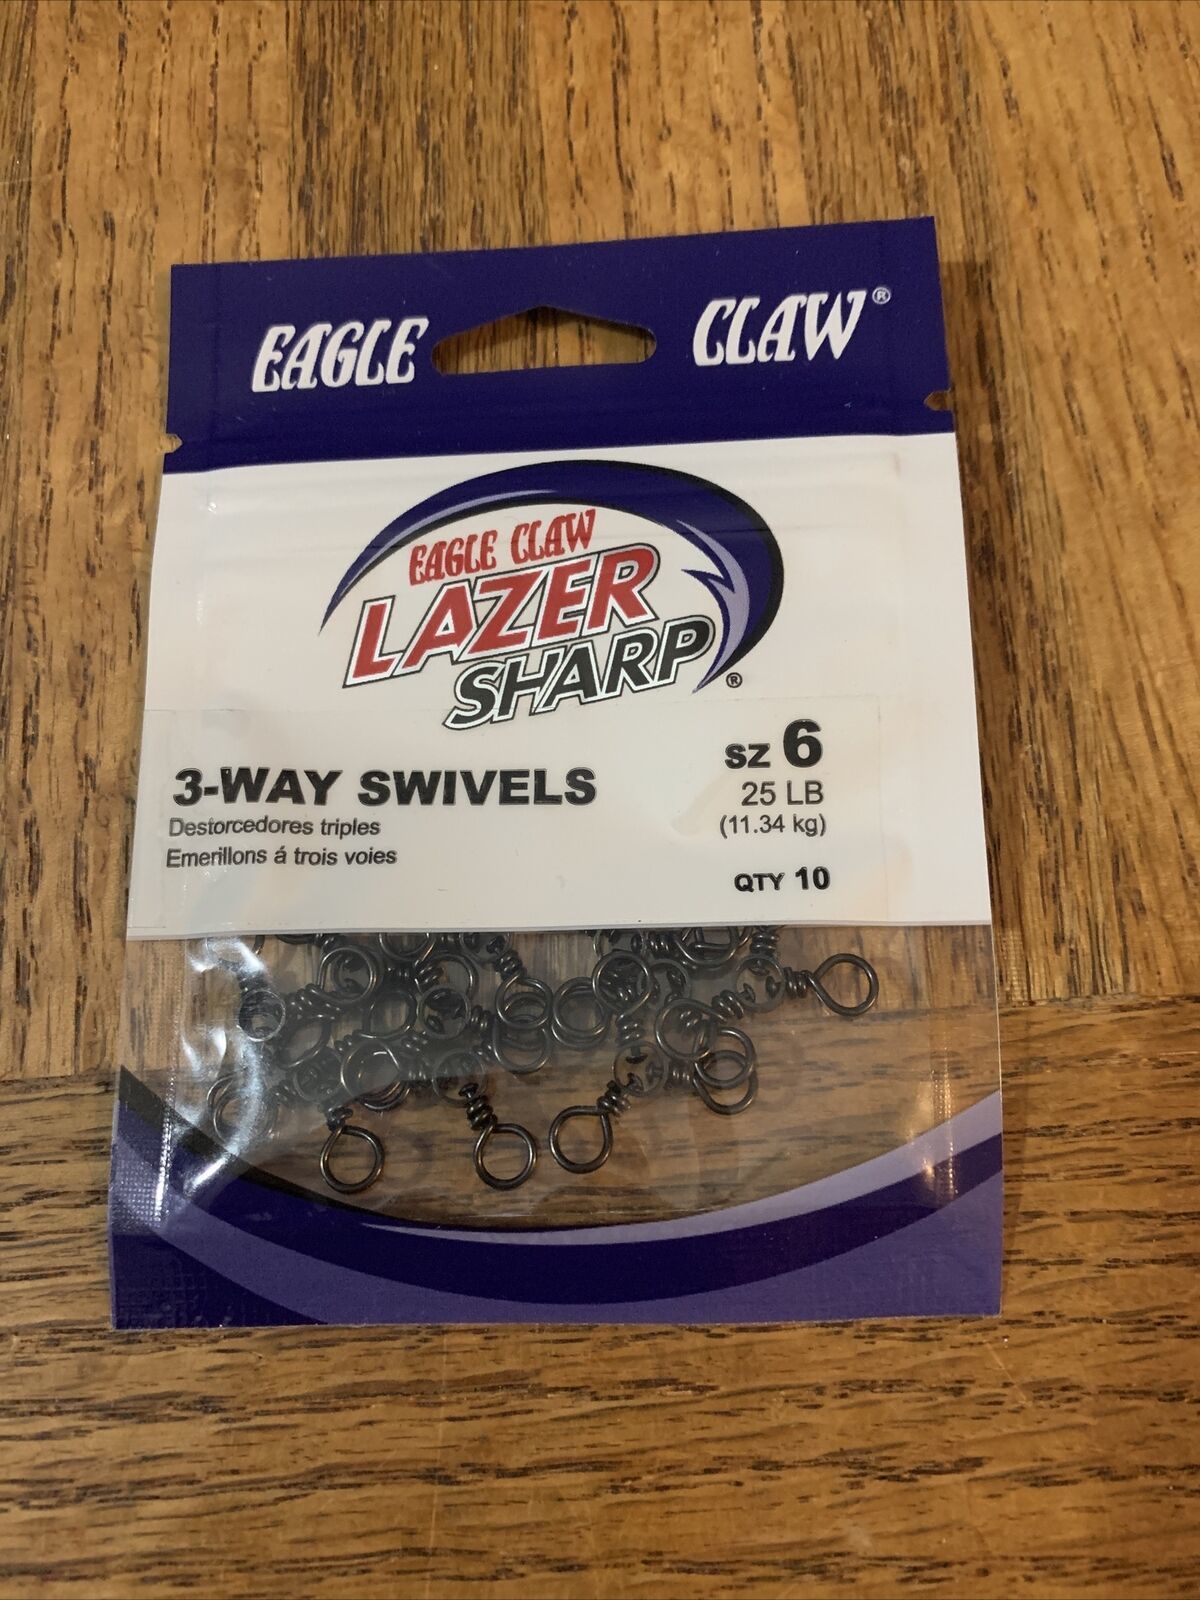 EAGLE CLAW®
EAGLE CLAW
LAZER
SHARP®
3-WAY SWIVELS
Destorcedores triples
Emerillons á trois voies
SZ 6
25 LB
(11.34 kg)
QTY 10